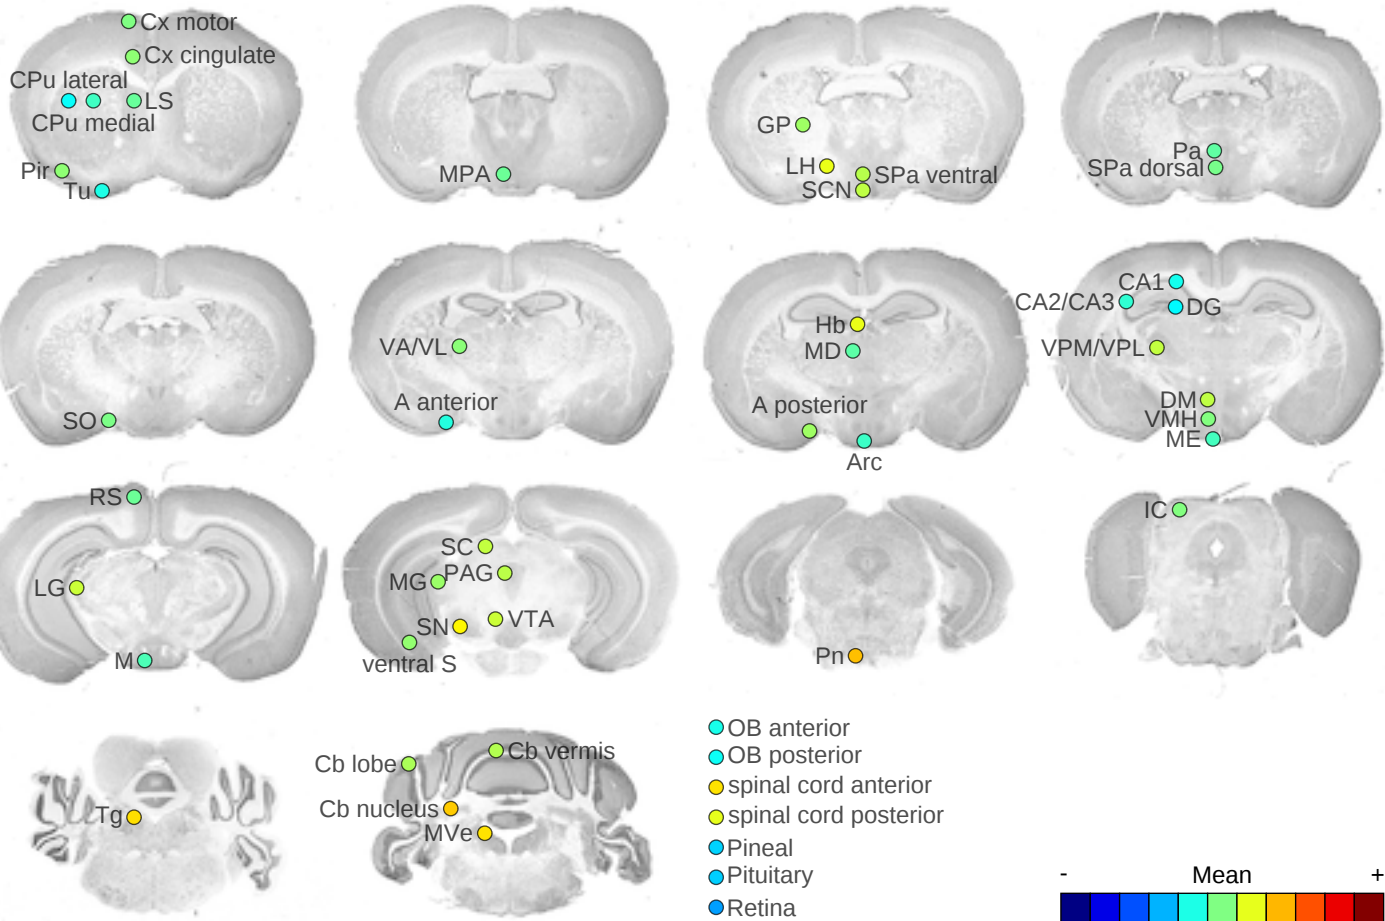 Cx motor
Cx cingulate
CPu lateral
LS
CPu medial
Pir
Tu
MPA
GP
LH
SPa ventral
SCN
Pa
SPa dorsal
SO
VA/VL
A anterior
Hb
MD
A posterior
Arc
CA1
CA2/CA3
DG
VPM/VPL
DM
VMH
ME
RS
LG
M
SC
PAG
MG
VTA
SN
ventral S
Pn
IC
Tg
Cb vermis
Cb lobe
Cb nucleus
MVe
OB anterior
OB posterior
spinal cord anterior
spinal cord posterior
Pineal
Pituitary
Retina
- Mean +